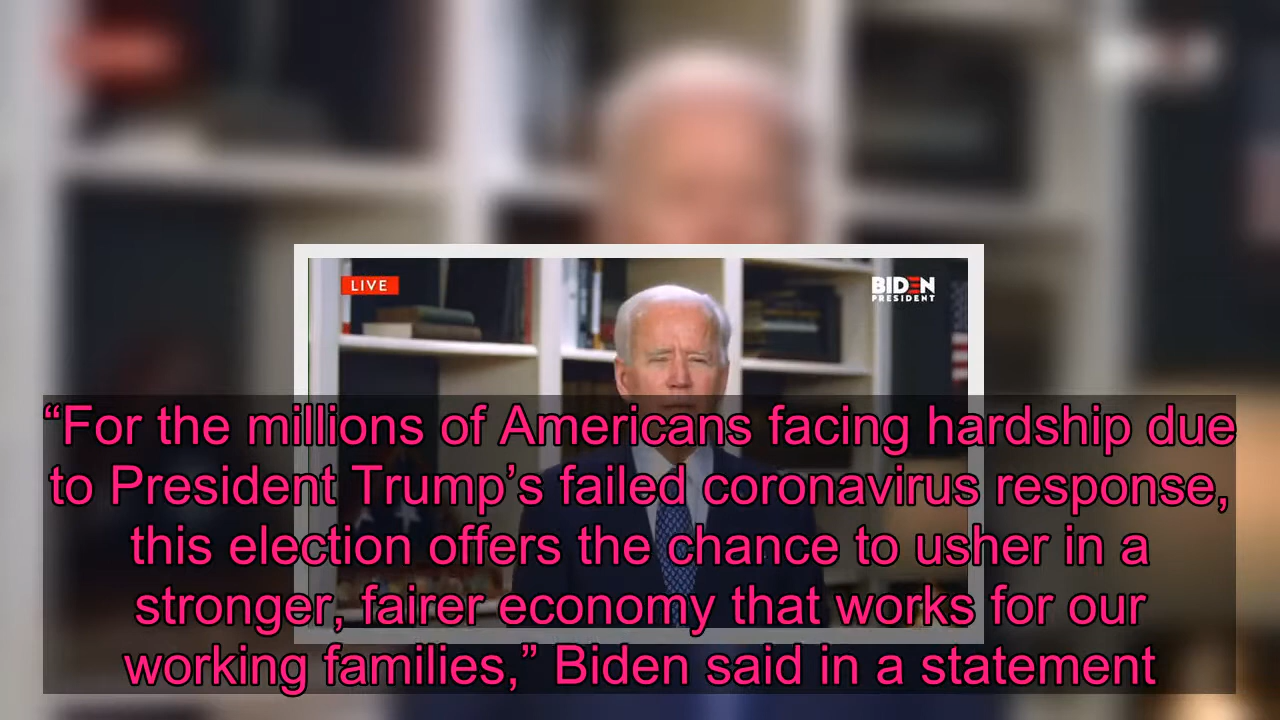 LIVE
BIDEN
PRESIDENT
“For the millions of Americans facing hardship due
to President Trump’s failed coronavirus response,
this election offers the chance to usher in a
stronger, fairer economy that works for our
working families,” Biden said in a statement